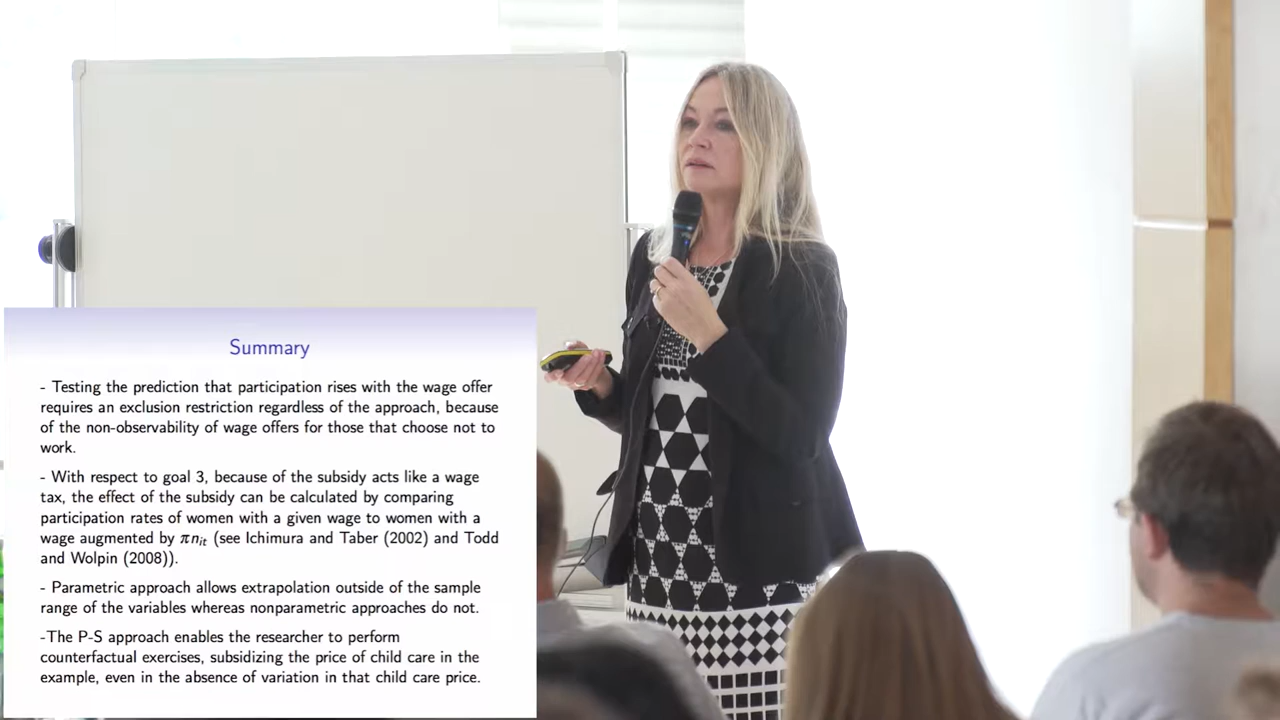 Summary
- Testing the prediction that participation rises with the wage offer
requires an exclusion restriction regardless of the approach, because
of the non-observability of wage offers for those that choose not to
work.
- With respect to goal 3, because of the subsidy acts like a wage
tax, the effect of the subsidy can be calculated by comparing
participation rates of women with a given wage to women with a
wage augmented by πnᵢₜ (see Ichimura and Taber (2002) and Todd
and Wolpin (2008)).
- Parametric approach allows extrapolation outside of the sample
range of the variables whereas nonparametric approaches do not.
-The P-S approach enables the researcher to perform
counterfactual exercises, subsidizing the price of child care in the
example, even in the absence of variation in that child care price.